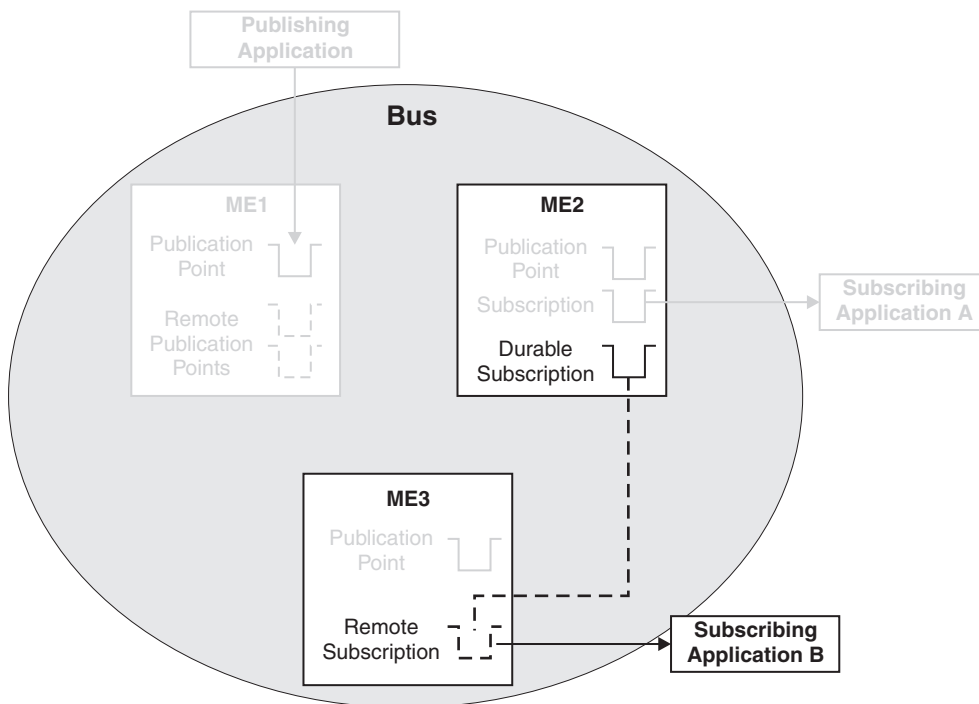 Publishing
Application
Bus
ME1
Publication
Point
Remote
Publication
Points
ME2
Publication
Point
Subscription
Durable
Subscription
Subscribing
Application A
ME3
Publication
Point
Remote
Subscription
Subscribing
Application B